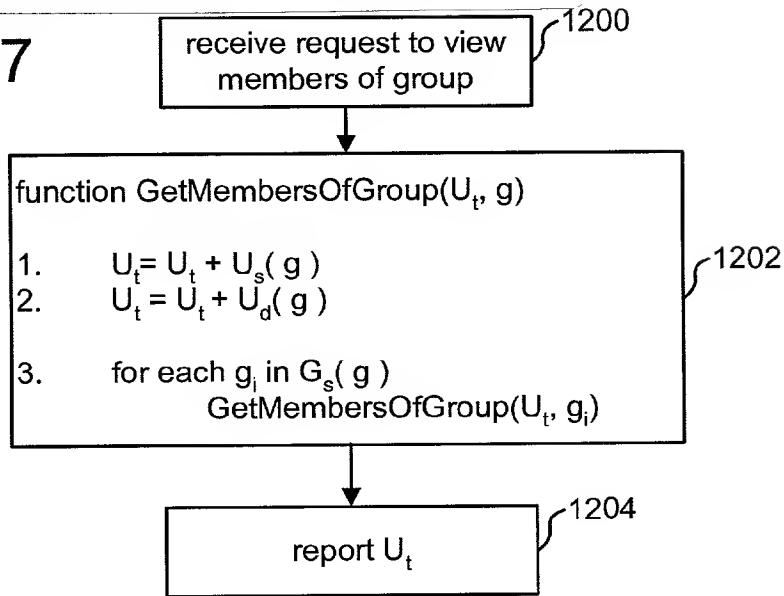 7
receive request to view
members of group
1200
function GetMembersOfGroup(Uₜ, g)
1. Uₜ= Uₜ + Uₛ( g )
2. Uₜ = Uₜ + U_d( g )
3. for each gᵢ in Gₛ( g )
GetMembersOfGroup(Uₜ, gᵢ)
1202
report Uₜ
1204